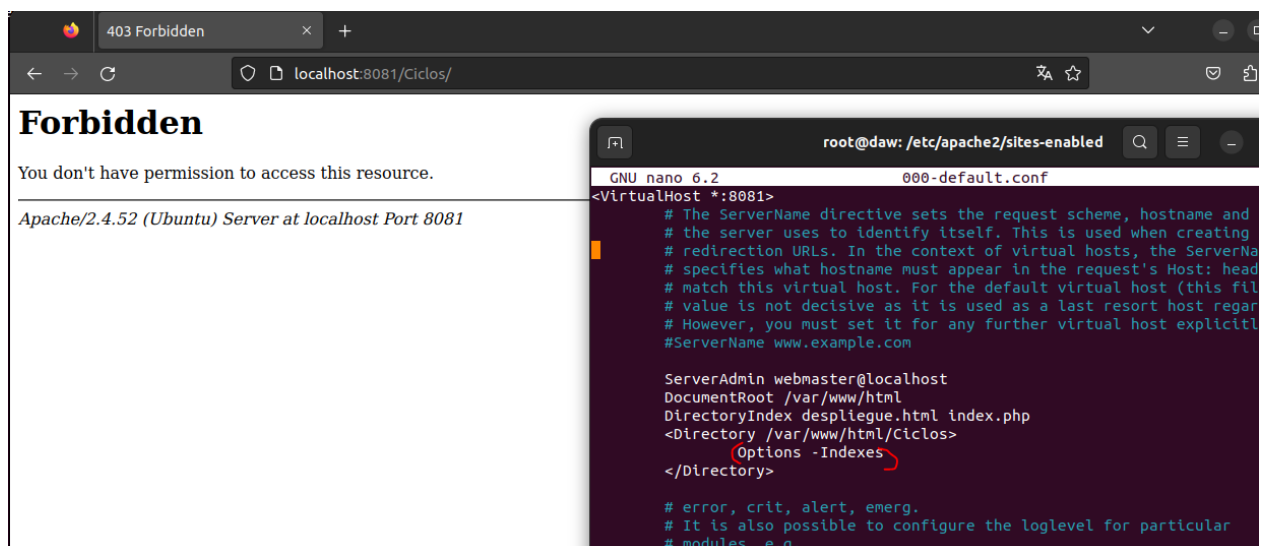 403 Forbidden
localhost:8081/Ciclos/
Forbidden
You don't have permission to access this resource.
Apache/2.4.52 (Ubuntu) Server at localhost Port 8081
root@daw: /etc/apache2/sites-enabled
GNU nano 6.2 000-default.conf
<VirtualHost *:8081>
# The ServerName directive sets the request scheme, hostname and
# the server uses to identify itself. This is used when creating
# redirection URLs. In the context of virtual hosts, the ServerNa
# specifies what hostname must appear in the request's Host: head
# match this virtual host. For the default virtual host (this fil
# value is not decisive as it is used as a last resort host regar
# However, you must set it for any further virtual host explicitl
#ServerName www.example.com
ServerAdmin webmaster@localhost
DocumentRoot /var/www/html
DirectoryIndex despliegue.html index.php
<Directory /var/www/html/Ciclos>
Options -Indexes
</Directory>
# error, crit, alert, emerg.
# It is also possible to configure the loglevel for particular
# modules, e.g.